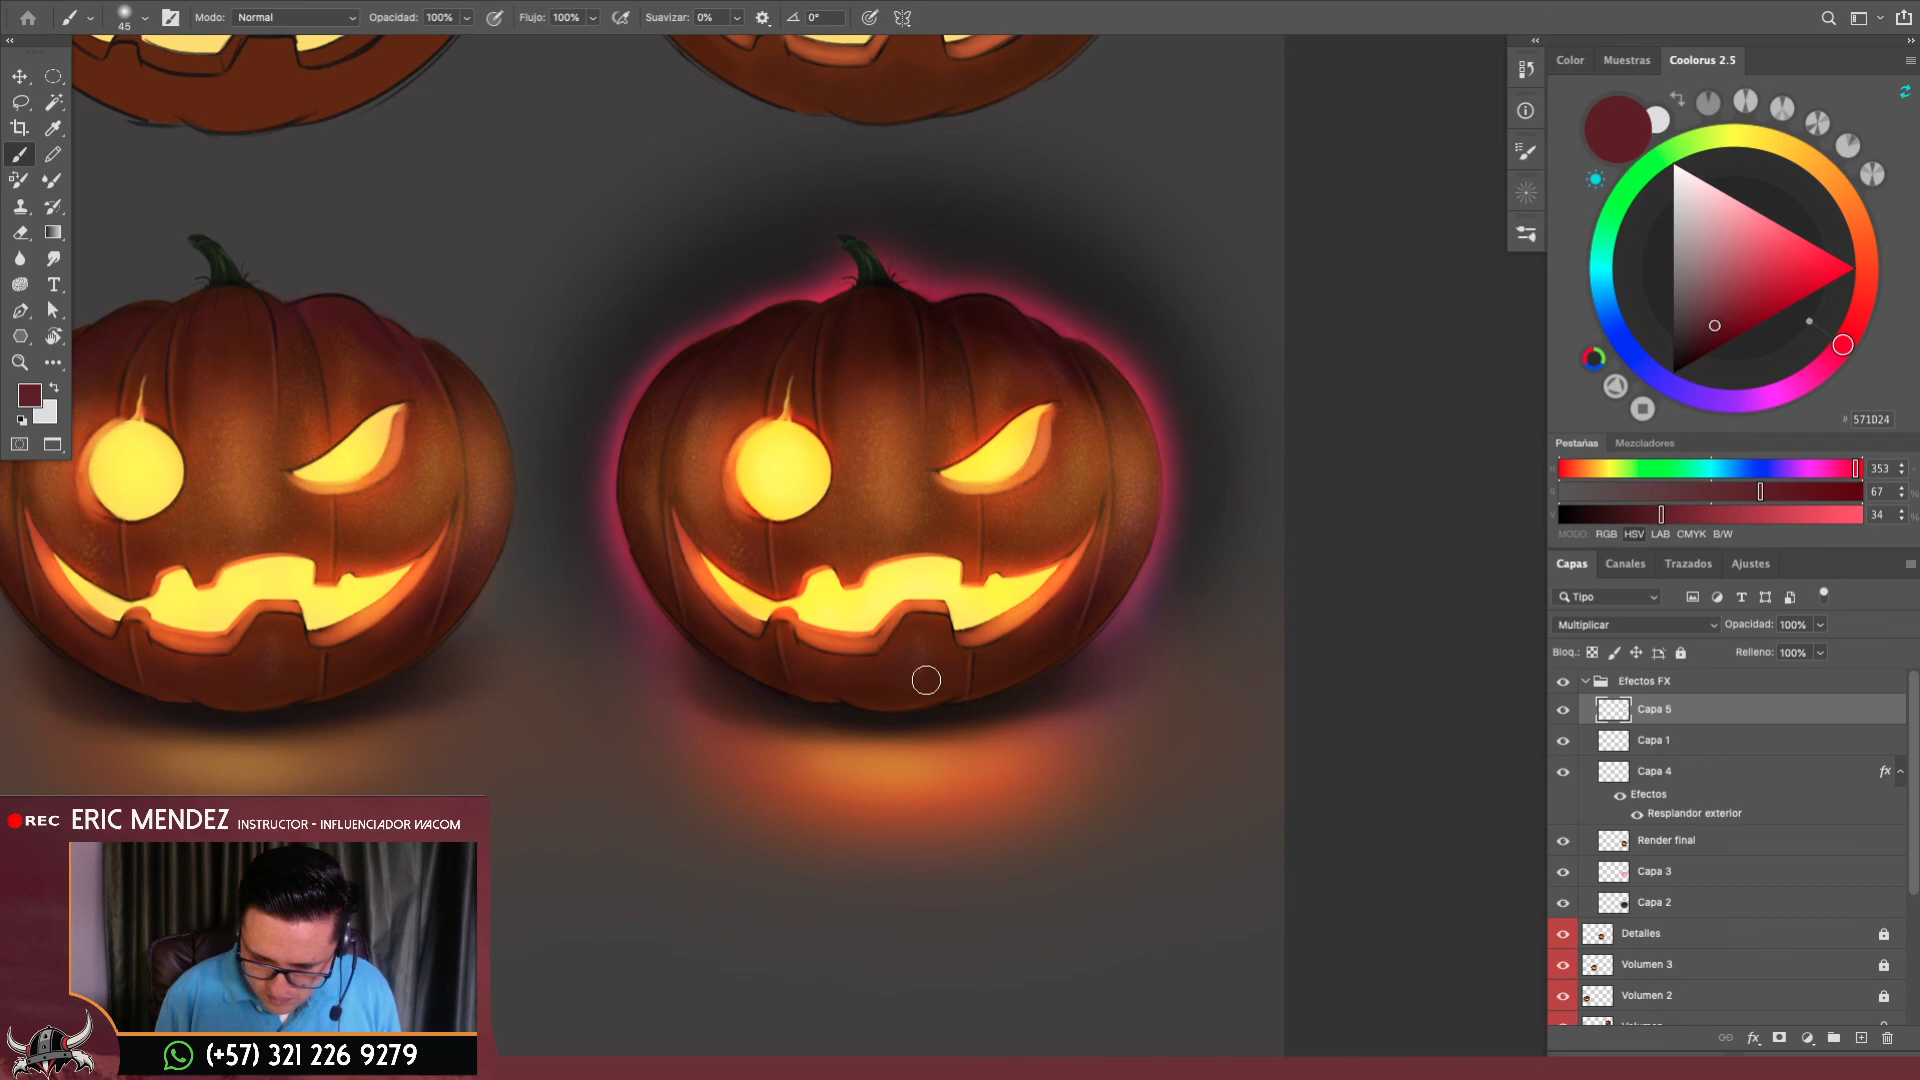 45
Modo: Normal
Opacidad: 100%
Flujo: 100%
Suavizar: 0%
0°
Color
Muestras
Coolorus 2.5
# 571D24
Pestañas
Mezcladores
H 353 °
S 67 %
V 34 %
MODO: RGB HSV LAB CMYK B/W
Capas
Canales
Trazados
Ajustes
Tipo
Multiplicar
Opacidad: 100%
Bloq.:
Relleno: 100%
Efectos FX
Capa 5
Capa 1
Capa 4
fx
Efectos
Resplandor exterior
Render final
Capa 3
Capa 2
Detalles
Volumen 3
Volumen 2
fx
REC ERIC MENDEZ INSTRUCTOR - INFLUENCIADOR WACOM
(+57) 321 226 9279